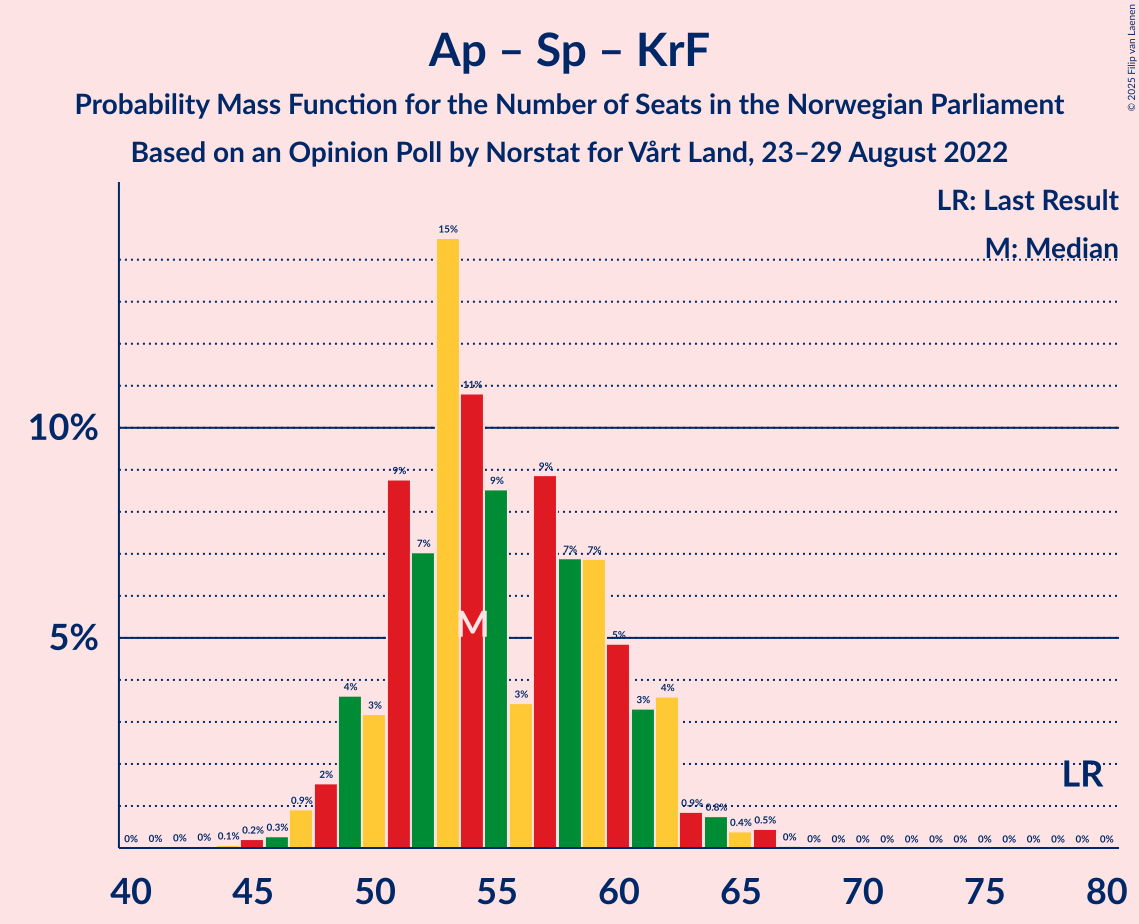 Ap – Sp – KrF
Probability Mass Function for the Number of Seats in the Norwegian Parliament
Based on an Opinion Poll by Norstat for Vårt Land, 23–29 August 2022
© 2025 Filip van Laenen
LR: Last Result
M: Median
10%
5%
0% 0% 0% 0% 0.1% 0.2% 0.3% 0.9% 2% 4% 3% 9% 7% 15% 11% 9% 3% 9% 7% 7% 5% 3% 4% 0.9% 0.8% 0.4% 0.5% 0% 0% 0% 0% 0% 0% 0% 0% 0% 0% 0% 0% 0% 0%
M
LR
40 45 50 55 60 65 70 75 80